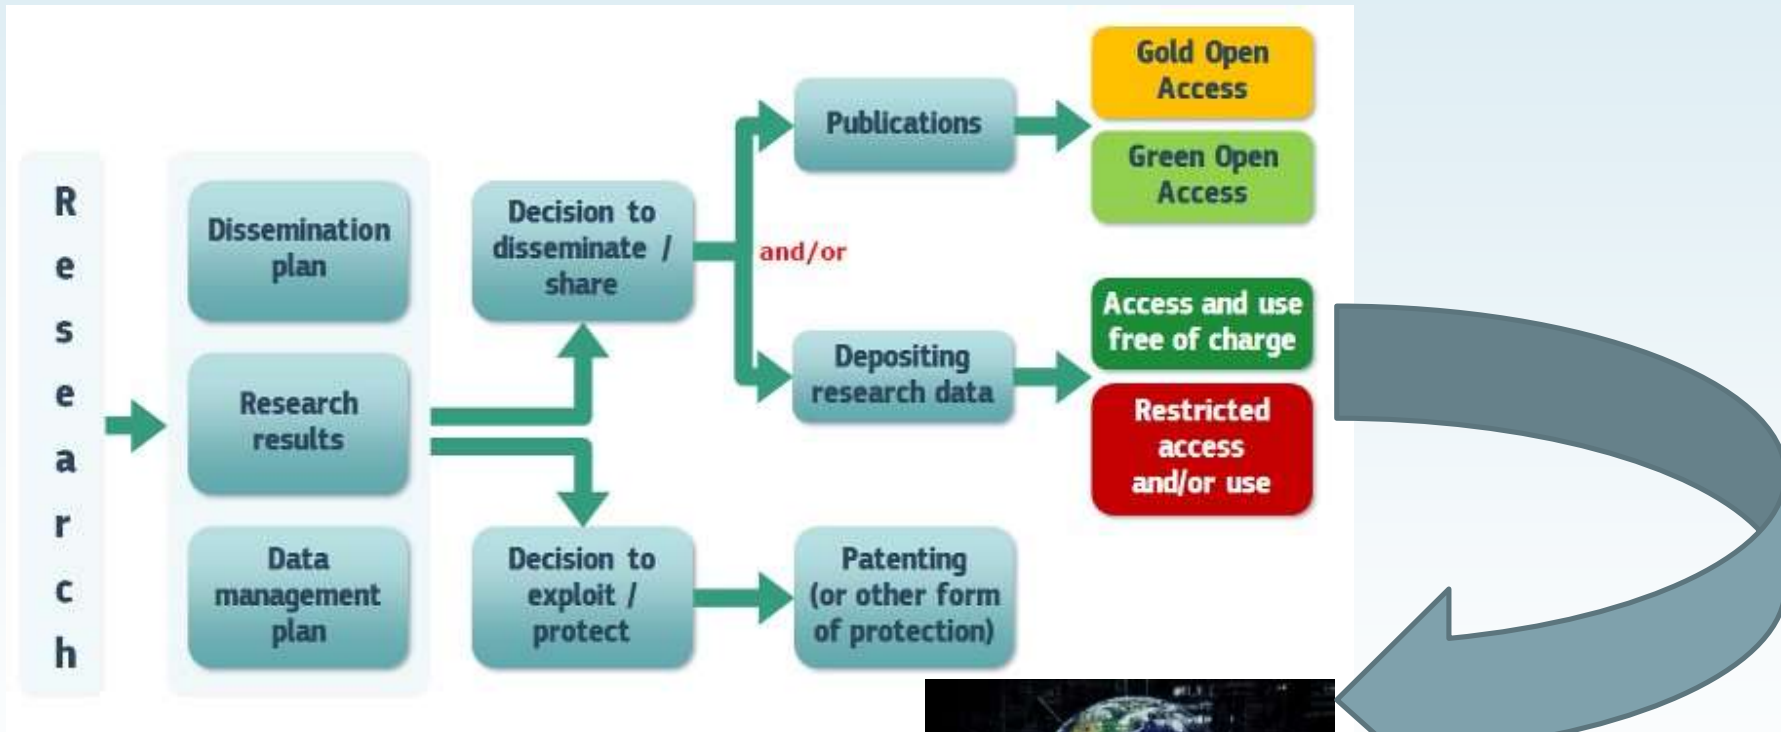 Research
Dissemination
plan
Research
results
Data
management
plan
Decision to
disseminate /
share
Decision to
exploit /
protect
and/or
Publications
Depositing
research data
Patenting
(or other form
of protection)
Gold Open
Access
Green Open
Access
Access and use
free of charge
Restricted
access
and/or use